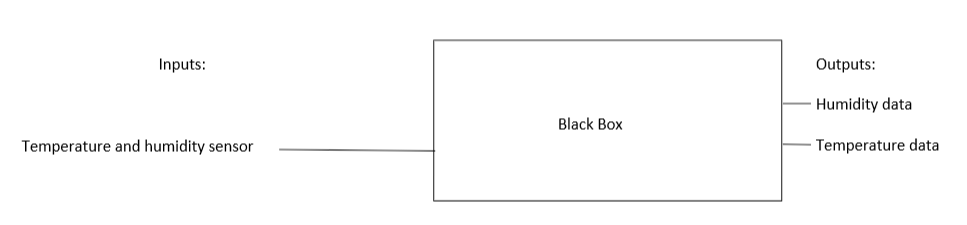 Inputs:
Temperature and humidity sensor
Black Box
Outputs:
Humidity data
Temperature data